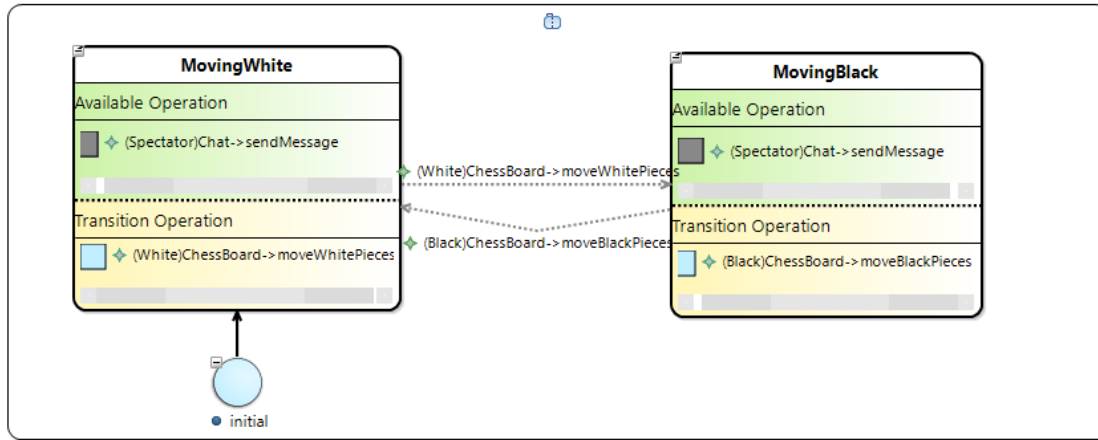 MovingWhite
Available Operation
(Spectator)Chat->sendMessage
Transition Operation
(White)ChessBoard->moveWhitePieces
(White)ChessBoard->moveWhitePieces
(Black)ChessBoard->moveBlackPieces
MovingBlack
Available Operation
(Spectator)Chat->sendMessage
Transition Operation
(Black)ChessBoard->moveBlackPieces
initial